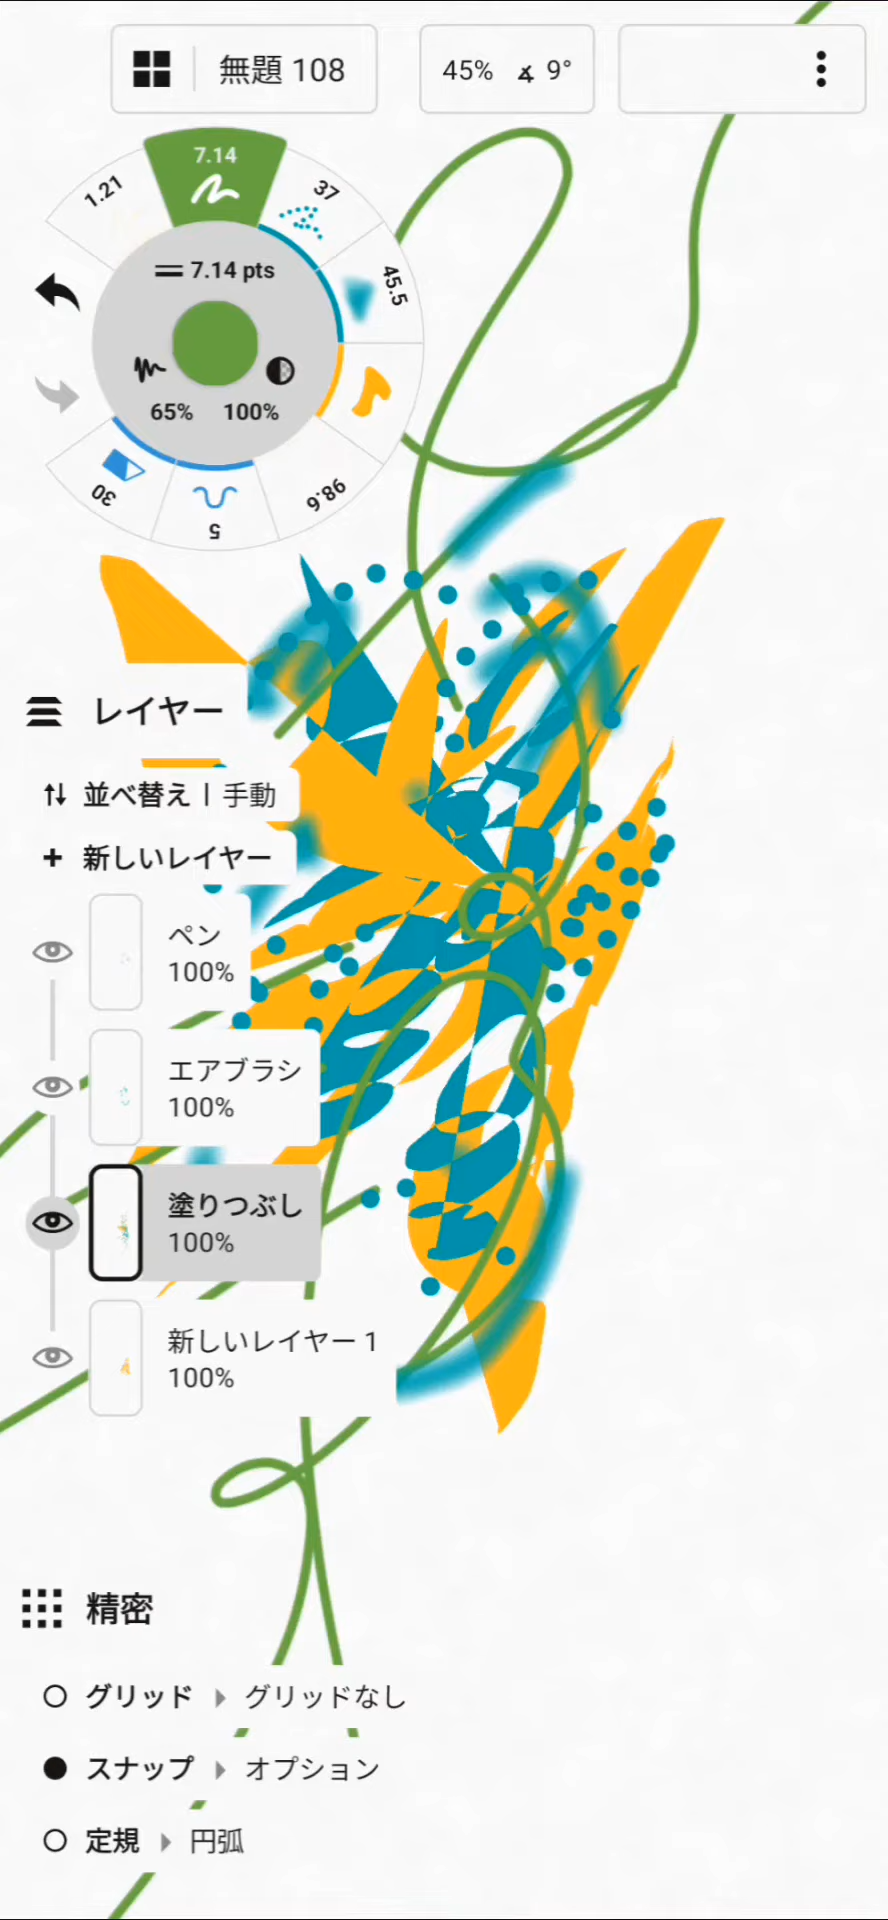 無題 108
45% 9°
1.21
7.14
37
45.5
7.14 pts
65% 100%
30
5
98.6
レイヤー
並べ替え | 手動
+ 新しいレイヤー
ペン
100%
エアブラシ
100%
塗りつぶし
100%
新しいレイヤー 1
100%
精密
グリッド グリッドなし
スナップ オプション
定規 円弧